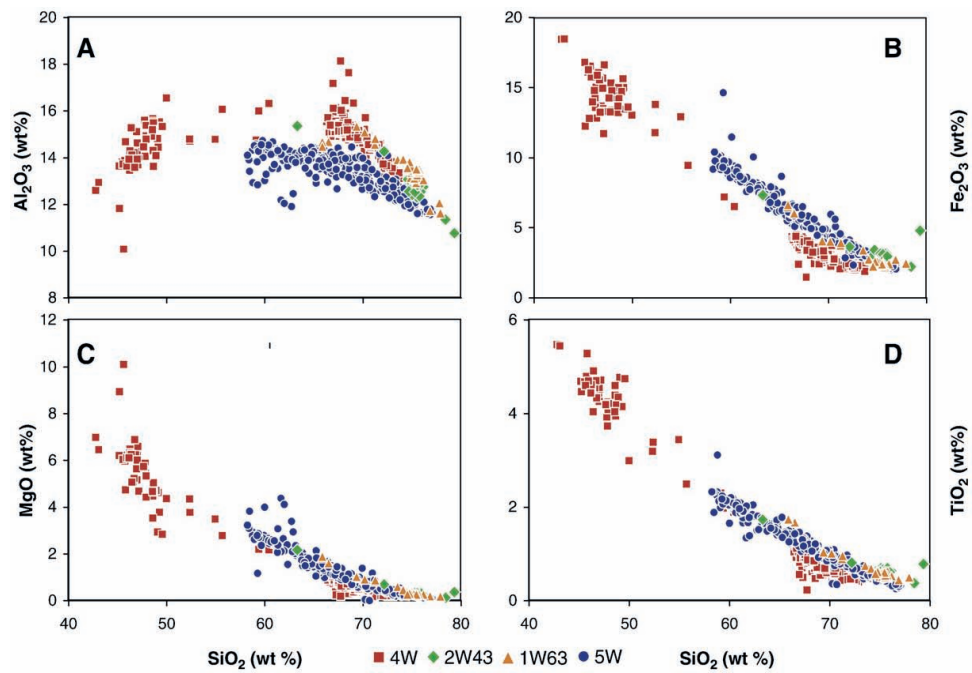 A
20
18
16
14
12
10
8
Al₂O₃ (wt%)
B
20
15
10
5
0
Fe₂O₃ (wt%)
C
12
10
8
6
4
2
0
MgO (wt%)
40 50 60 70 80
SiO₂ (wt %)
D
6
4
2
0
TiO₂ (wt%)
40 50 60 70 80
SiO₂ (wt %)
4W 2W43 1W63 5W